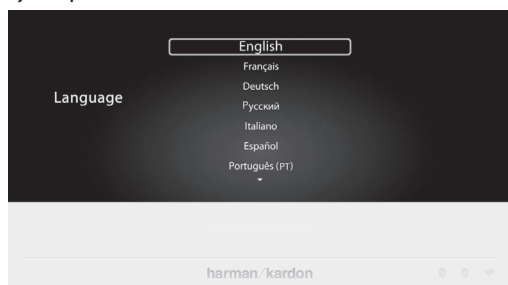 English
Français
Deutsch
Language
Русский
Italiano
Español
Português (PT)
harman/kardon